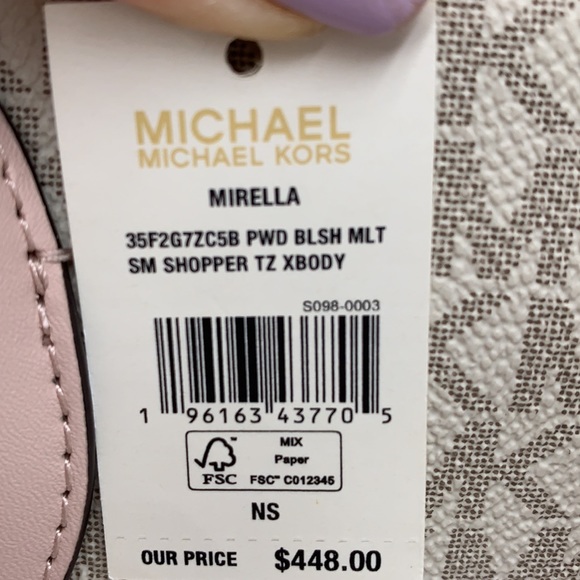 MICHAEL
MICHAEL KORS
MIRELLA
35F2G7ZC5B PWD BLSH MLT
SM SHOPPER TZ XBODY
S098-0003
1 96163 43770 5
FSC
MIX
Paper
FSC™ C012345
NS
OUR PRICE $448.00